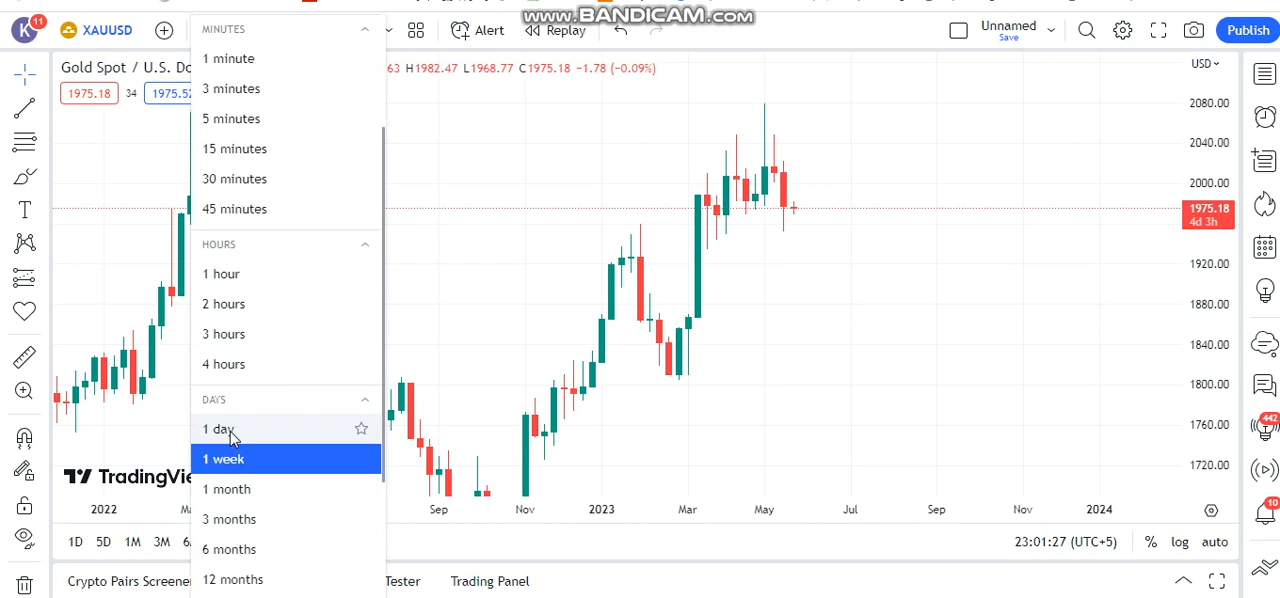 www.BANDICAM.com
K 11 XAUUSD
Alert Replay
Unnamed
Save
Publish
Gold Spot / U.S. Do
63 H1982.47 L1968.77 C1975.18 −1.78 (−0.09%)
USD
1975.18 34 1975.52
MINUTES
1 minute
3 minutes
5 minutes
15 minutes
30 minutes
45 minutes
HOURS
1 hour
2 hours
3 hours
4 hours
DAYS
1 day
1 week
1 month
3 months
6 months
12 months
2080.00
2040.00
2000.00
1975.18
4d 3h
1920.00
1880.00
1840.00
1800.00
1760.00
1720.00
442
10
TradingVie
2022 Ma Sep Nov 2023 Mar May Jul Sep Nov 2024
1D 5D 1M 3M 6
23:01:27 (UTC+5) % log auto
Crypto Pairs Screener Tester Trading Panel